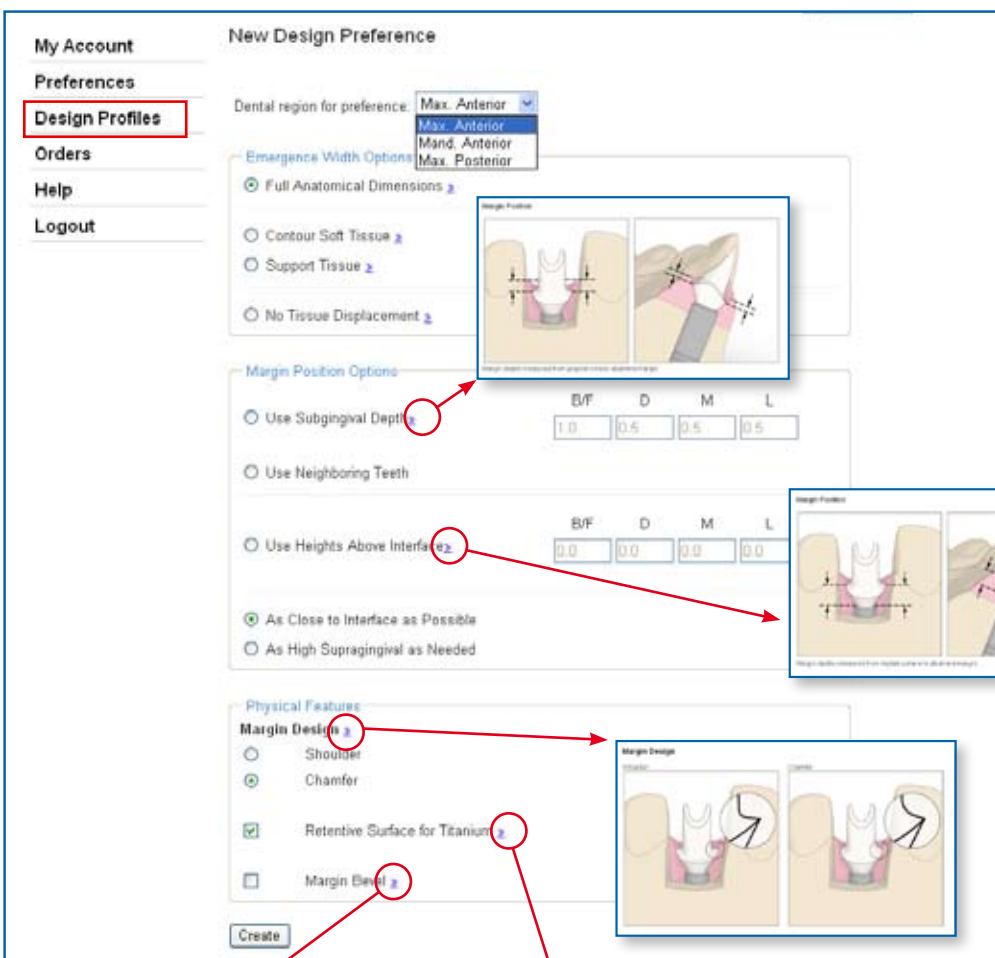 My Account
Preferences
Design Profiles
Orders
Help
Logout
New Design Preference
Dental region for preference: Max. Anterior
Max. Anterior
Mand. Anterior
Max. Posterior
Emergence Width Options
Full Anatomical Dimensions ?
Contour Soft Tissue ?
Support Tissue ?
No Tissue Displacement ?
Margin Position
Margin Position Options
B/F D M L
Use Subgingival Depth ?
1.0 0.5 0.5 0.5
Use Neighboring Teeth
B/F D M L
Use Heights Above Interface ?
0.0 0.0 0.0 0.0
Margin Position
As Close to Interface as Possible
As High Supragingival as Needed
Physical Features
Margin Design ?
Shoulder
Chamfer
Retentive Surface for Titanium ?
Margin Bevel ?
Margin Design
Shoulder Chamfer
Create